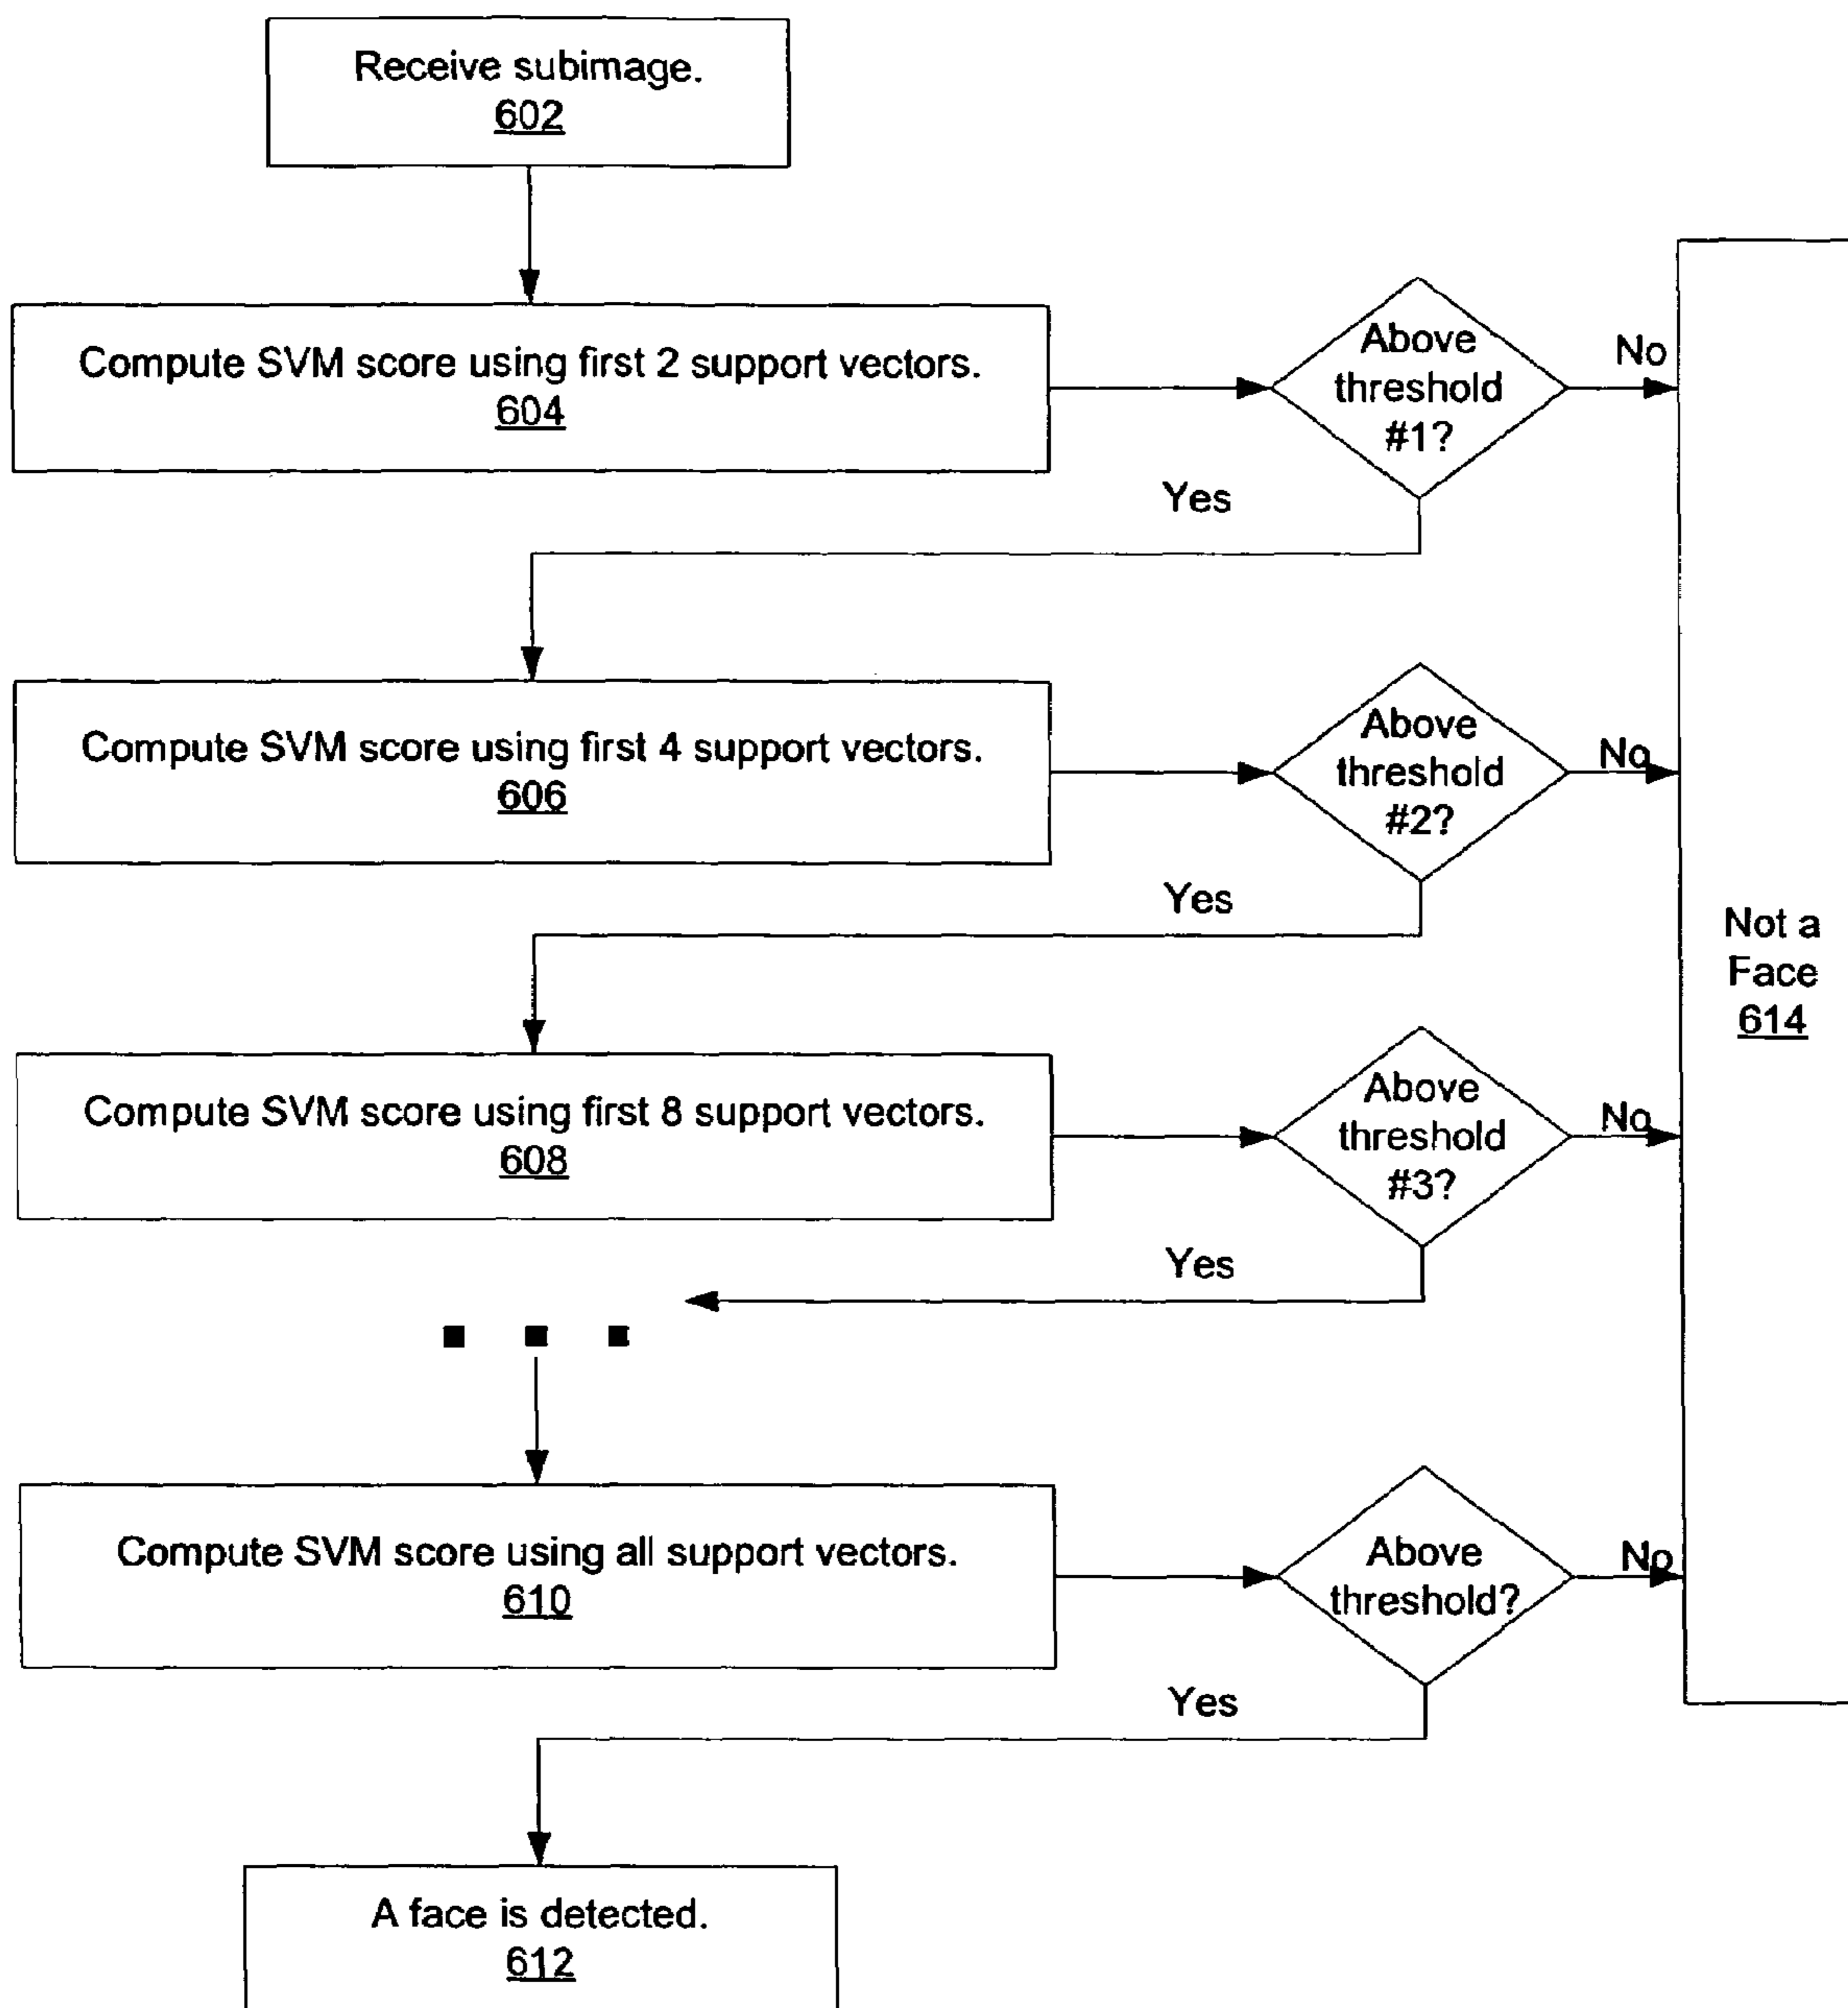 Receive subimage.
602
Compute SVM score using first 2 support vectors.
604
Above
threshold
#1?
No
Yes
Compute SVM score using first 4 support vectors.
606
Above
threshold
#2?
No
Yes
Not a
Face
614
Compute SVM score using first 8 support vectors.
608
Above
threshold
#3?
No
Yes
Compute SVM score using all support vectors.
610
Above
threshold?
No
Yes
A face is detected.
612